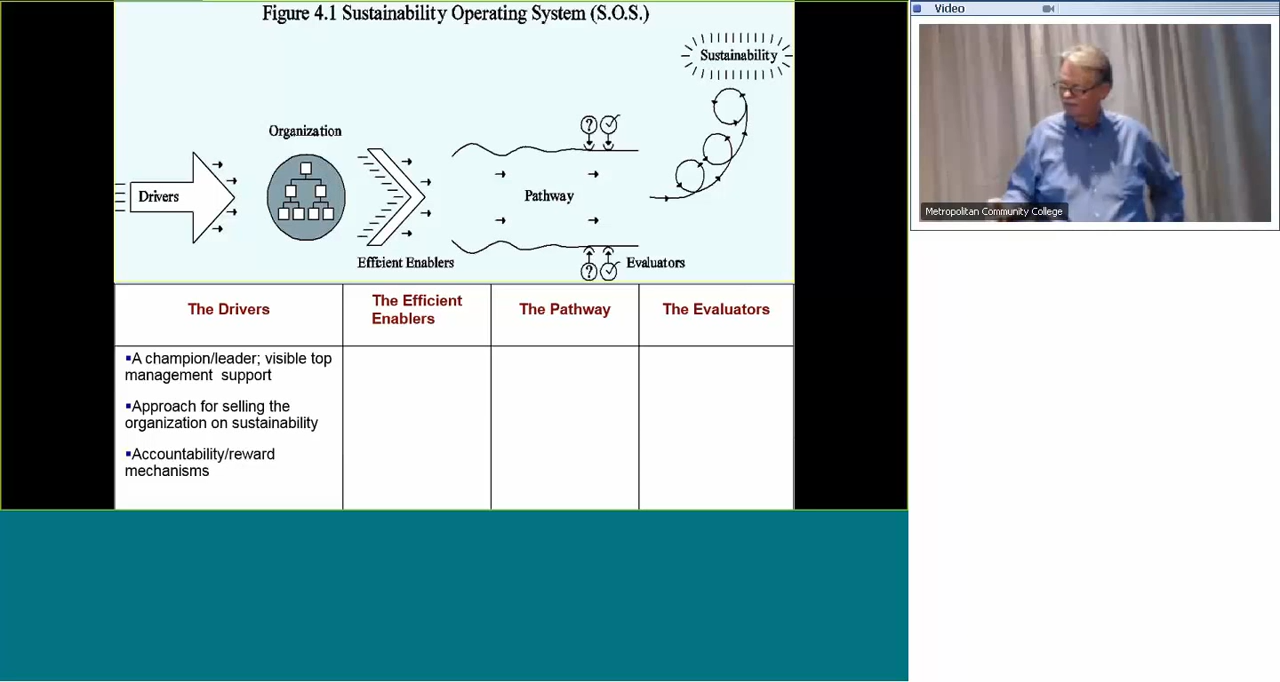 Figure 4.1 Sustainability Operating System (S.O.S.)
Video
Sustainability
Organization
? ✓
Drivers
Pathway
Metropolitan Community College
Effcient Enablers
? ✓
Evaluators
The Drivers
The Efficient
Enablers
The Pathway
The Evaluators
▪A champion/leader; visible top
management support
▪Approach for selling the
organization on sustainability
▪Accountability/reward
mechanisms